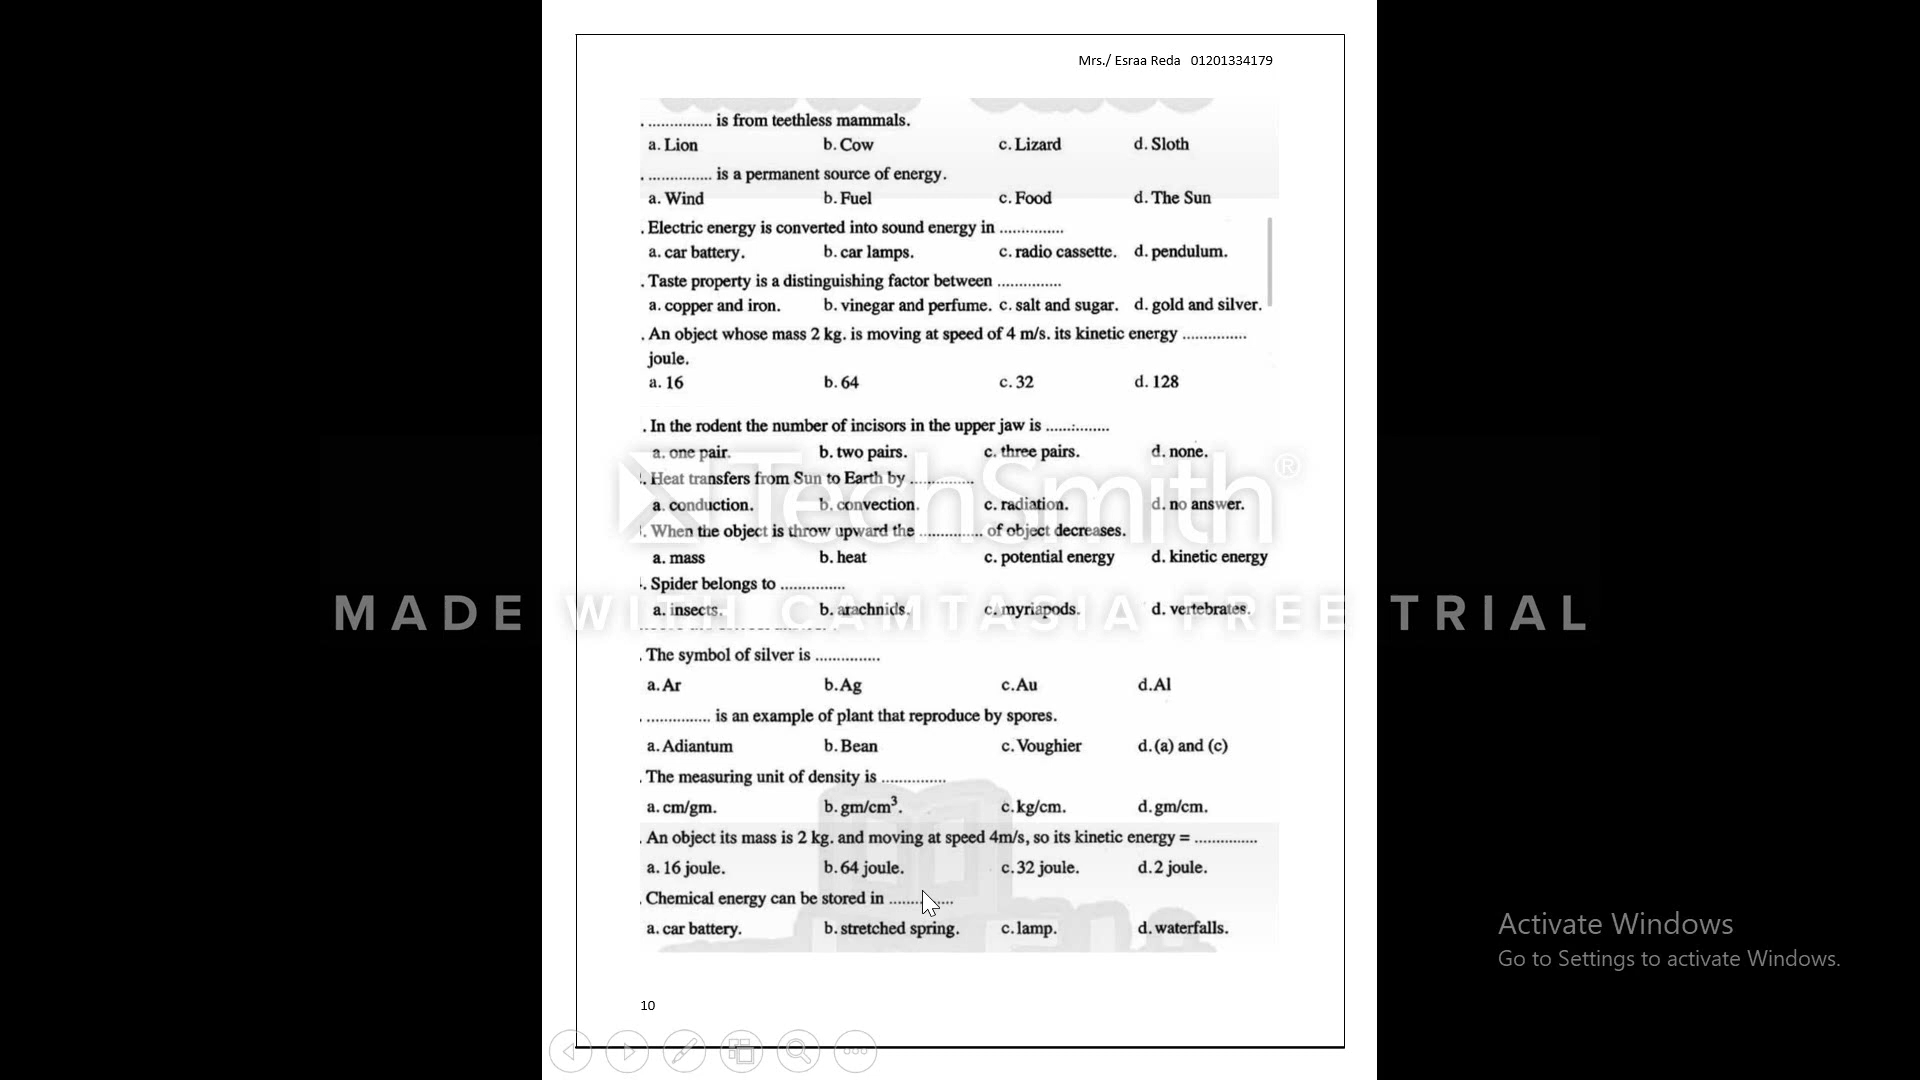 Mrs./ Esraa Reda 01201334179
. ............... is from teethless mammals.
a. Lion b. Cow c. Lizard d. Sloth
. ............... is a permanent source of energy.
a. Wind b. Fuel c. Food d. The Sun
. Electric energy is converted into sound energy in ...............
a. car battery. b. car lamps. c. radio cassette. d. pendulum.
. Taste property is a distinguishing factor between ...............
a. copper and iron. b. vinegar and perfume. c. salt and sugar. d. gold and silver.
. An object whose mass 2 kg. is moving at speed of 4 m/s. its kinetic energy ...............
joule.
a. 16 b. 64 c. 32 d. 128
. In the rodent the number of incisors in the upper jaw is ...............
a. one pair. b. two pairs. c. three pairs. d. none.
. Heat transfers from Sun to Earth by ...............
a. conduction. b. convection. c. radiation. d. no answer.
. When the object is throw upward the ............... of object decreases.
a. mass b. heat c. potential energy d. kinetic energy
. Spider belongs to ...............
a. insects. b. arachnids. c. myriapods. d. vertebrates.
TechSmith®
MADE WITH CAMTASIA FREE TRIAL
. The symbol of silver is ...............
a. Ar b. Ag c. Au d. Al
. ............... is an example of plant that reproduce by spores.
a. Adiantum b. Bean c. Voughier d. (a) and (c)
. The measuring unit of density is ...............
a. cm/gm. b. gm/cm³. c. kg/cm. d. gm/cm.
. An object its mass is 2 kg. and moving at speed 4m/s, so its kinetic energy = ...............
a. 16 joule. b. 64 joule. c. 32 joule. d. 2 joule.
. Chemical energy can be stored in ...............
a. car battery. b. stretched spring. c. lamp. d. waterfalls.
10
Activate Windows
Go to Settings to activate Windows.